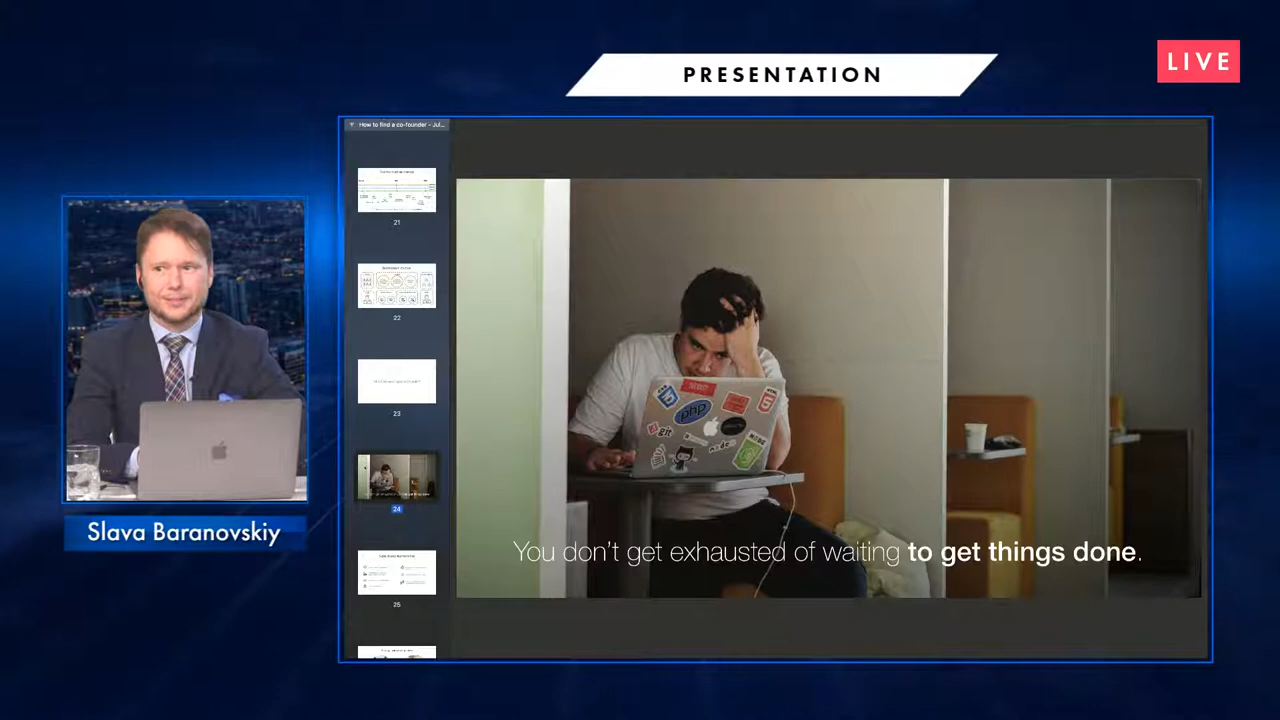 PRESENTATION
LIVE
How to find a co-founder - Jul...
21
22
23
24
25
Slava Baranovskiy
php
git
node
You don't get exhausted of waiting to get things done.